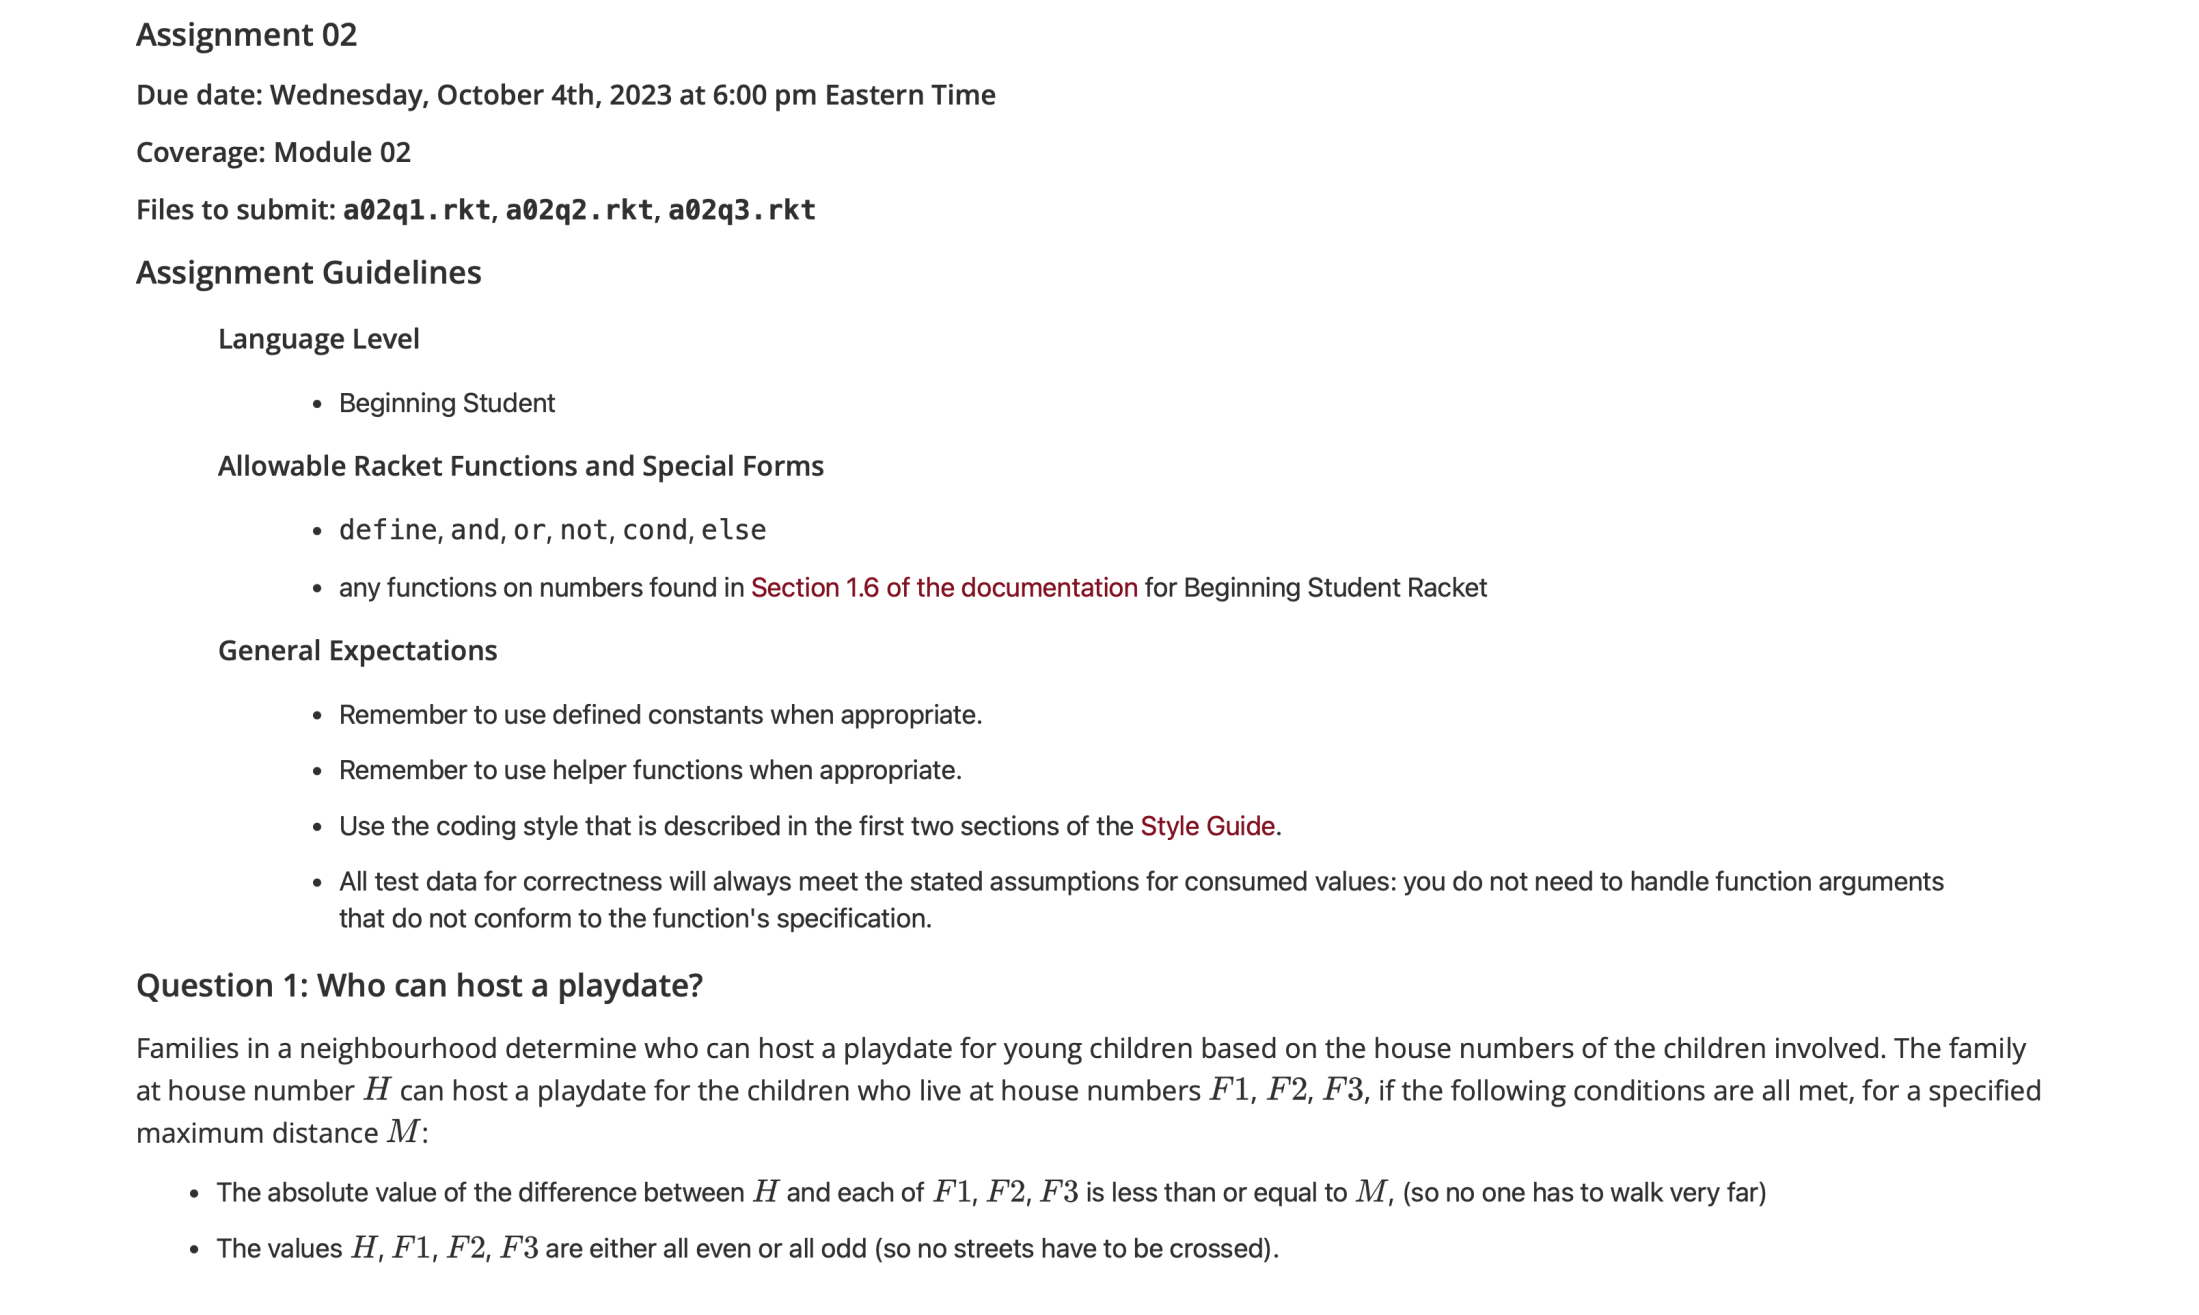 Assignment 02
Due date: Wednesday, October 4th, 2023 at 6:00 pm Eastern Time
Coverage: Module 02
Files to submit: a02q1.rkt, a02q2.rkt, a02q3.rkt
Assignment Guidelines
Language Level
• Beginning Student
Allowable Racket Functions and Special Forms
• define, and, or, not, cond, else
• any functions on numbers found in Section 1.6 of the documentation for Beginning Student Racket
General Expectations
• Remember to use defined constants when appropriate.
• Remember to use helper functions when appropriate.
• Use the coding style that is described in the first two sections of the Style Guide.
• All test data for correctness will always meet the stated assumptions for consumed values: you do not need to handle function arguments
that do not conform to the function's specification.
Question 1: Who can host a playdate?
Families in a neighbourhood determine who can host a playdate for young children based on the house numbers of the children involved. The family
at house number H can host a playdate for the children who live at house numbers F1, F2, F3, if the following conditions are all met, for a specified
maximum distance M:
• The absolute value of the difference between H and each of F1, F2, F3 is less than or equal to M, (so no one has to walk very far)
• The values H, F1, F2, F3 are either all even or all odd (so no streets have to be crossed).